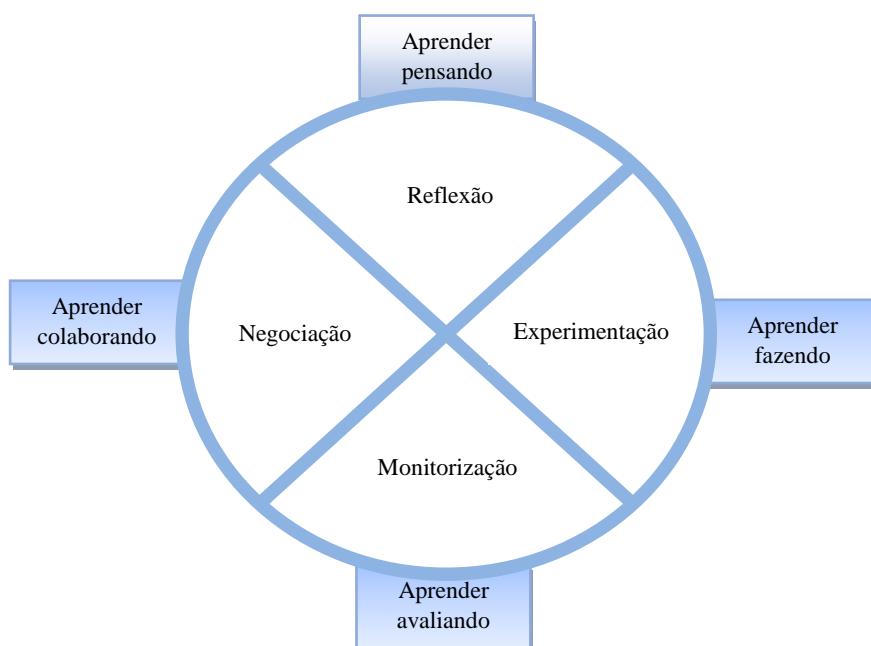 Aprender
pensando
Reflexão
Aprender
colaborando
Negociação
Experimentação
Aprender
fazendo
Monitorização
Aprender
avaliando